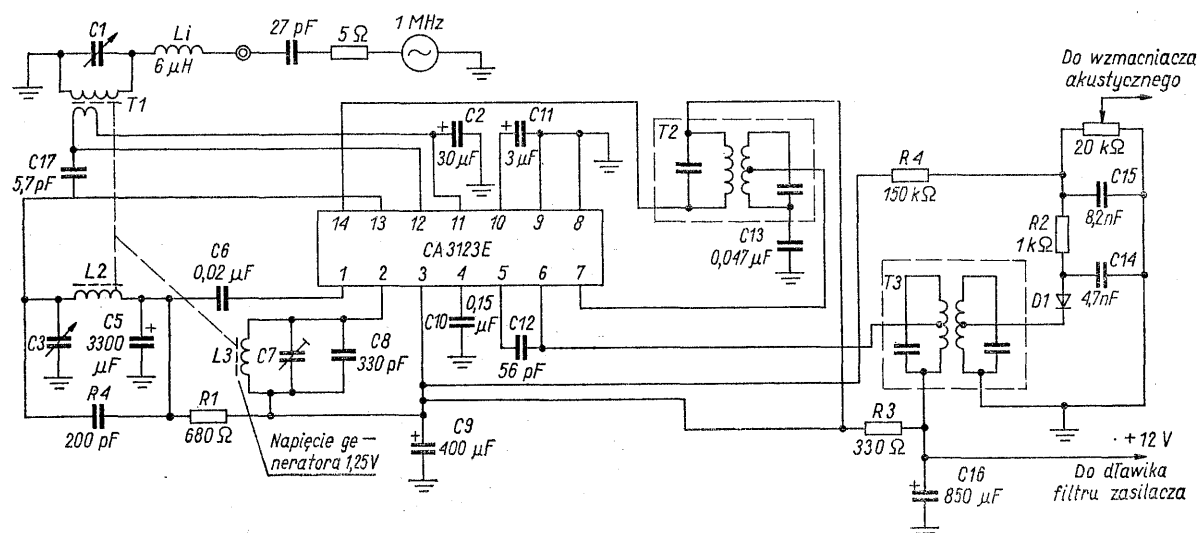 C1
Li
6 µH
27 pF
5 Ω
1 MHz
T1
C17
5,7 pF
C2
30 µF
C11
3 µF
T2
C13
0,047 µF
R4
150 kΩ
Do wzmacniacza
akustycznego
20 kΩ
C15
8,2nF
R2
1 kΩ
C14
4,7nF
D1
T3
14 13 12 11 10 9 8
CA3123E
1 2 3 4 5 6 7
C6
0,02 µF
L2
C3
C5
3300
µF
R4
200 pF
R1
680 Ω
L3
C7
C8
330 pF
C10
0,15
µF
C12
56 pF
Napięcie ge–
neratora 1,25V
C9
400 µF
R3
330 Ω
C16
850 µF
+12 V
Do dławika
filtru zasilacza